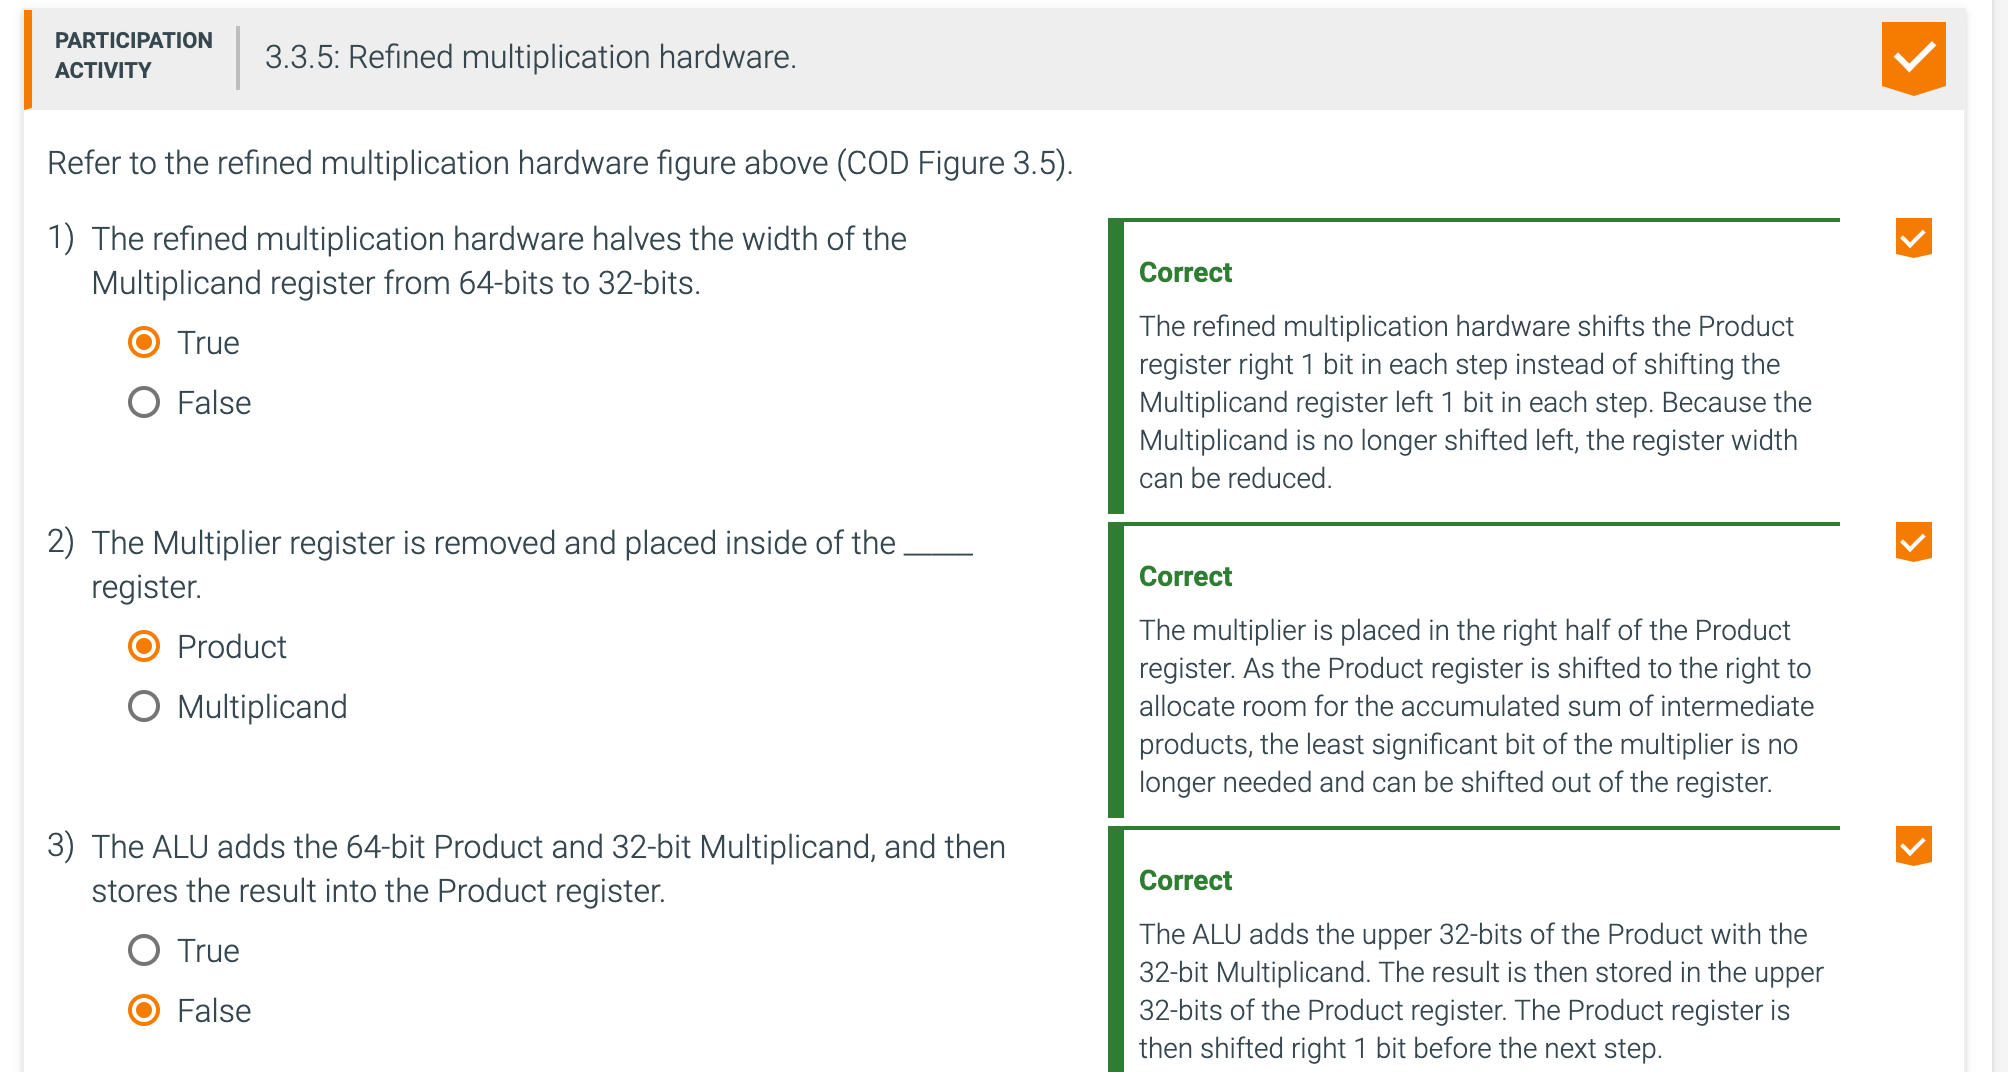 PARTICIPATION
ACTIVITY
3.3.5: Refined multiplication hardware.
Refer to the refined multiplication hardware figure above (COD Figure 3.5).
1) The refined multiplication hardware halves the width of the
Multiplicand register from 64-bits to 32-bits.
True
False
Correct
The refined multiplication hardware shifts the Product
register right 1 bit in each step instead of shifting the
Multiplicand register left 1 bit in each step. Because the
Multiplicand is no longer shifted left, the register width
can be reduced.
2) The Multiplier register is removed and placed inside of the ____
register.
Product
Multiplicand
Correct
The multiplier is placed in the right half of the Product
register. As the Product register is shifted to the right to
allocate room for the accumulated sum of intermediate
products, the least significant bit of the multiplier is no
longer needed and can be shifted out of the register.
3) The ALU adds the 64-bit Product and 32-bit Multiplicand, and then
stores the result into the Product register.
True
False
Correct
The ALU adds the upper 32-bits of the Product with the
32-bit Multiplicand. The result is then stored in the upper
32-bits of the Product register. The Product register is
then shifted right 1 bit before the next step.